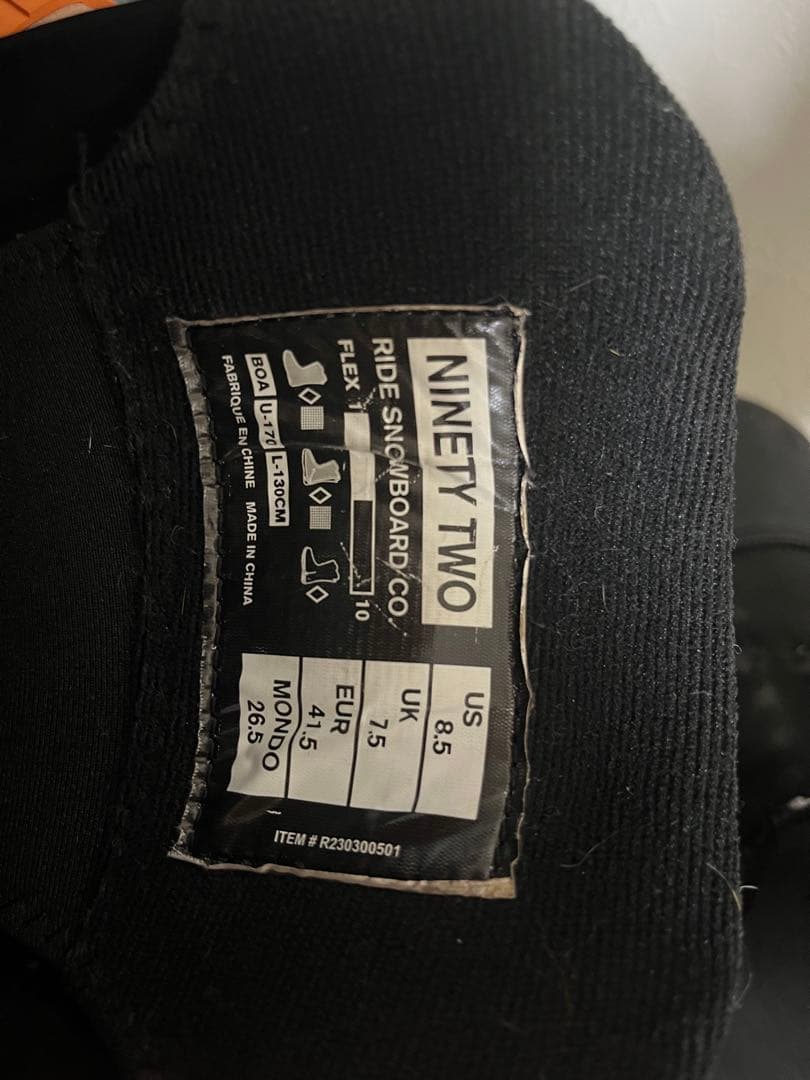 NINETY TWO
RIDE SNOWBOARD CO.
FLEX 1 10
BOA U-170 L-130CM
FABRIQUE EN CHINE MADE IN CHINA
US
8.5
UK
7.5
EUR
41.5
MONDO
26.5
ITEM # R230300501